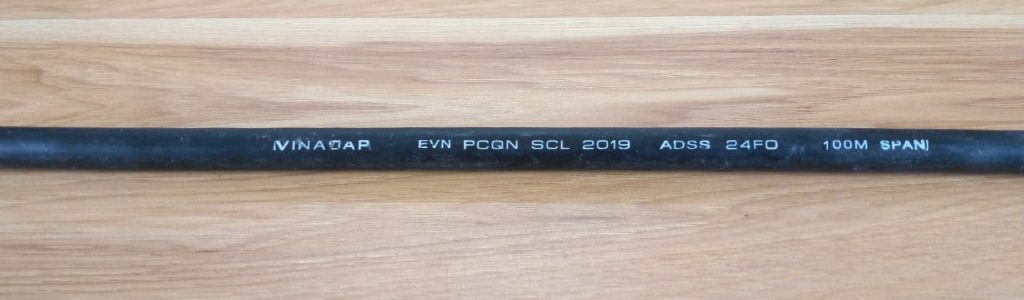 VINACAP EVN PCQN SCL 2019 ADSS 24FO 100M SPAN